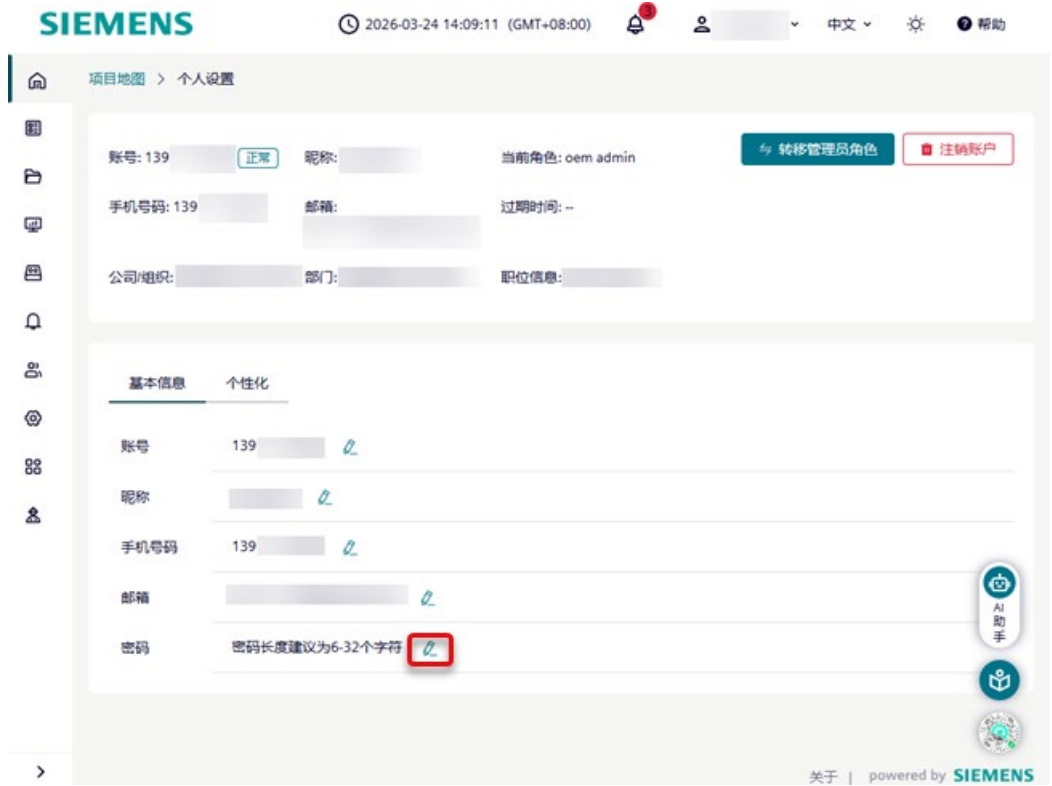 SIEMENS 2026-03-24 14:09:11 (GMT+08:00) 3 中文 帮助
项目地图 > 个人设置
账号: 139 正常 昵称: 当前角色: oem admin 转移管理员角色 注销账户
手机号码: 139 邮箱: 过期时间: --
公司/组织: 部门: 职位信息:
基本信息 个性化
账号 139
昵称
手机号码 139
邮箱
密码 密码长度建议为6-32个字符
AI
助
手
关于 | powered by SIEMENS